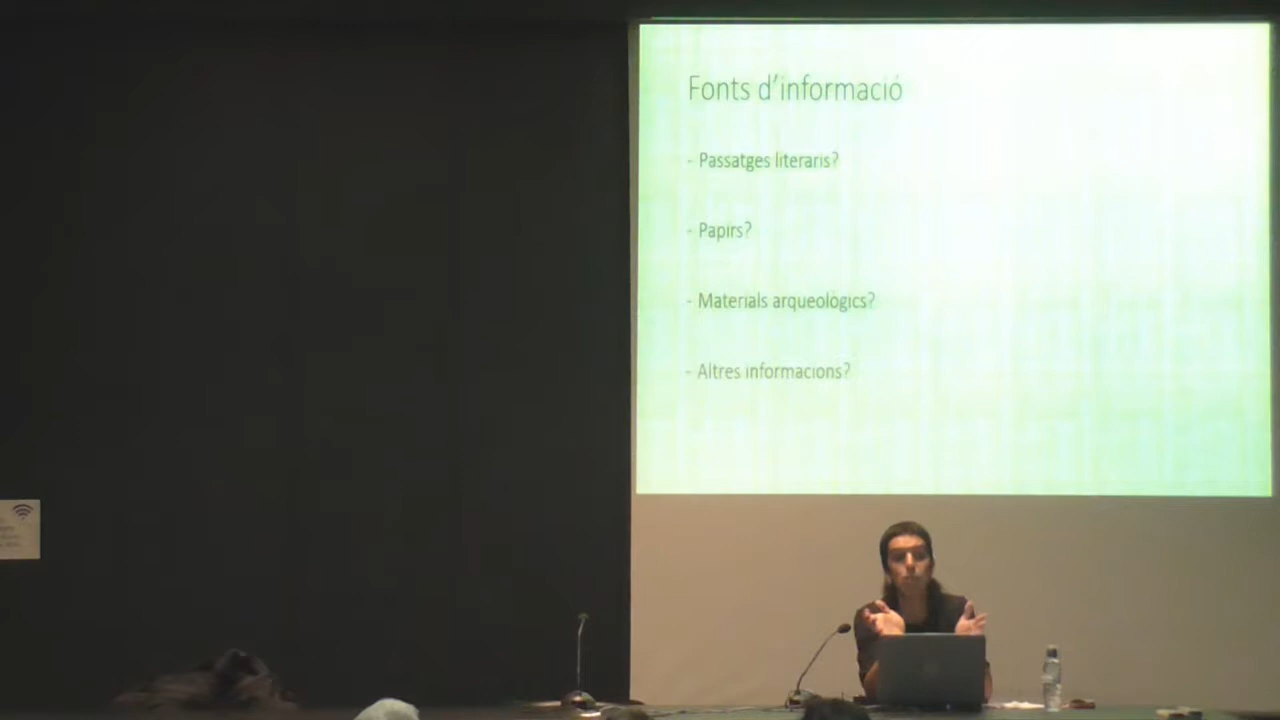 Fonts d’informació
- Passatges literaris?
- Papirs?
- Materials arqueològics?
- Altres informacions?